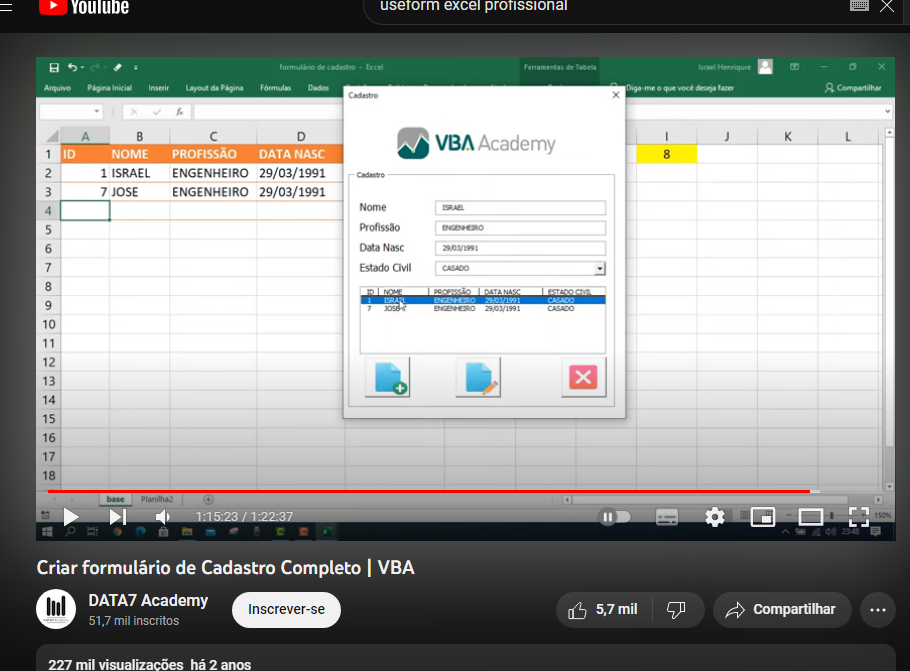 YouTube
useform excel profissional
formulário de cadastro - Excel
Ferramentas de Tabela
Israel Henrriqure
Arquivo Página Inicial Inserir Layout da Página Fórmulas Dados
Diga-me o que você deseja fazer
Compartilhar
fx
A B C D I J K L
1 ID NOME PROFISSÃO DATA NASC 8
2 1 ISRAEL ENGENHEIRO 29/03/1991
3 7 JOSE ENGENHEIRO 29/03/1991
4
5
6
7
8
9
10
11
12
13
14
15
16
17
18
Cadastro
VBA Academy
Cadastro
Nome ISRAEL
Profissão ENGENHEIRO
Data Nasc 29/03/1991
Estado Civil CASADO
ID NOME PROFISSÃO DATA NASC ESTADO CIVIL
1 ISRAEL ENGENHEIRO 29/03/1991 CASADO
7 JOSE ENGENHEIRO 29/03/1991 CASADO
base Planilha2
1:15:23 / 1:22:37
150%
23:48
Criar formulário de Cadastro Completo | VBA
DATA7 Academy
51,7 mil inscritos
Inscrever-se
5,7 mil
Compartilhar
227 mil visualizações há 2 anos